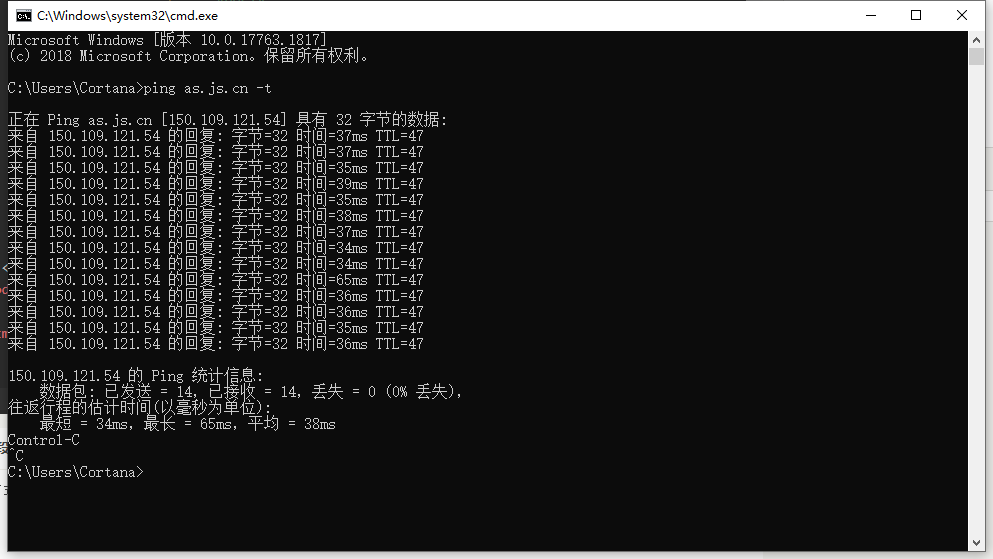 C:\Windows\system32\cmd.exe
Microsoft Windows [版本 10.0.17763.1817]
(c) 2018 Microsoft Corporation。保留所有权利。
C:\Users\Cortana>ping as.js.cn -t
正在 Ping as.js.cn [150.109.121.54] 具有 32 字节的数据:
来自 150.109.121.54 的回复: 字节=32 时间=37ms TTL=47
来自 150.109.121.54 的回复: 字节=32 时间=37ms TTL=47
来自 150.109.121.54 的回复: 字节=32 时间=35ms TTL=47
来自 150.109.121.54 的回复: 字节=32 时间=39ms TTL=47
来自 150.109.121.54 的回复: 字节=32 时间=35ms TTL=47
来自 150.109.121.54 的回复: 字节=32 时间=38ms TTL=47
来自 150.109.121.54 的回复: 字节=32 时间=37ms TTL=47
来自 150.109.121.54 的回复: 字节=32 时间=34ms TTL=47
来自 150.109.121.54 的回复: 字节=32 时间=34ms TTL=47
来自 150.109.121.54 的回复: 字节=32 时间=65ms TTL=47
来自 150.109.121.54 的回复: 字节=32 时间=36ms TTL=47
来自 150.109.121.54 的回复: 字节=32 时间=36ms TTL=47
来自 150.109.121.54 的回复: 字节=32 时间=35ms TTL=47
来自 150.109.121.54 的回复: 字节=32 时间=36ms TTL=47
150.109.121.54 的 Ping 统计信息:
数据包: 已发送 = 14，已接收 = 14，丢失 = 0 (0% 丢失)，
往返行程的估计时间(以毫秒为单位):
最短 = 34ms，最长 = 65ms，平均 = 38ms
Control-C
^C
C:\Users\Cortana>